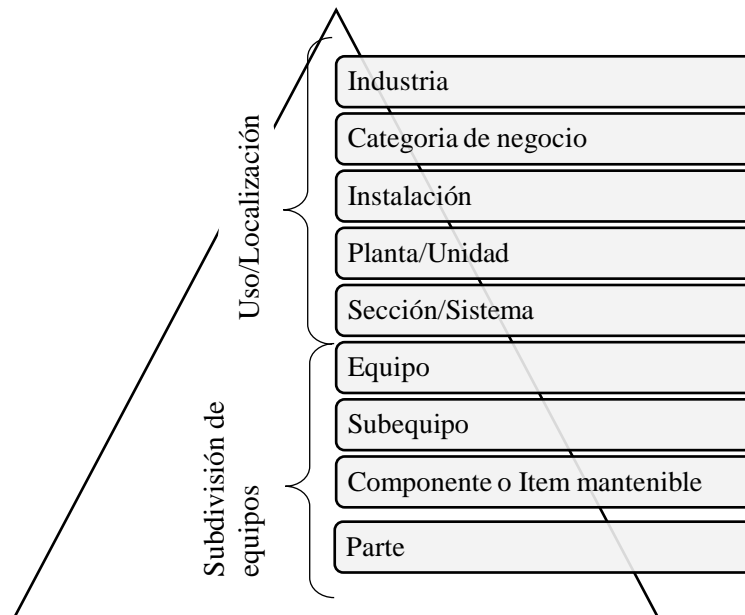 Industria
Categoria de negocio
Instalación
Planta/Unidad
Sección/Sistema
Equipo
Subequipo
Componente o Item mantenible
Parte
Uso/Localización
Subdivisión de
equipos